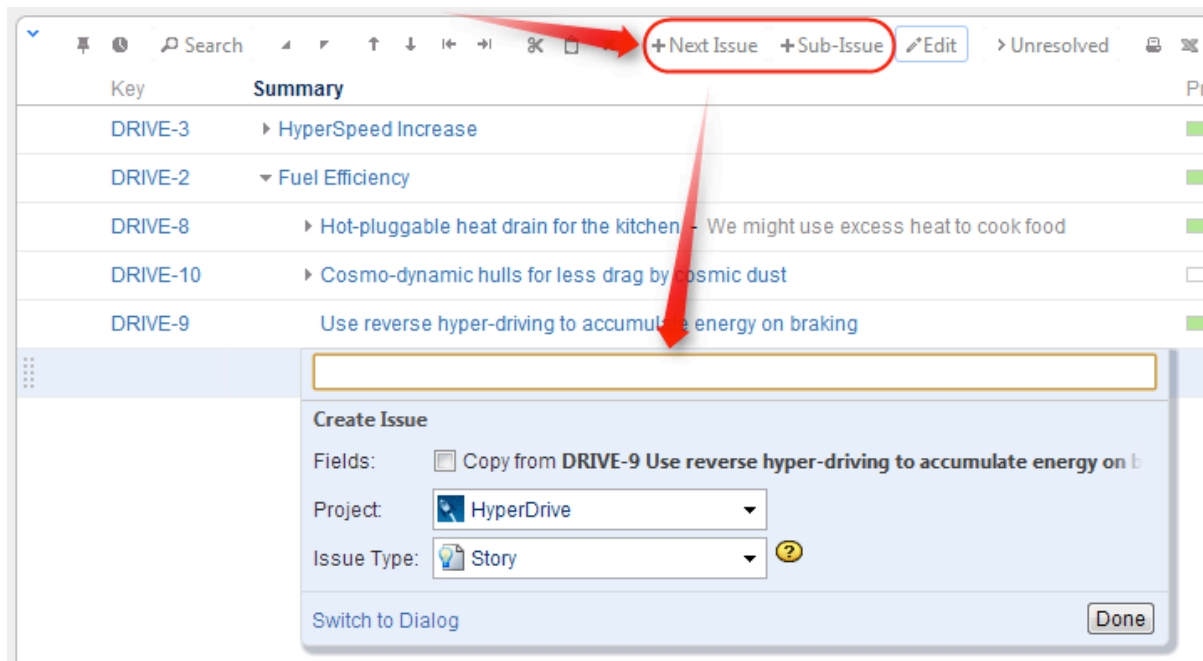 Search +Next Issue +Sub-Issue Edit > Unresolved
Key Summary
DRIVE-3 HyperSpeed Increase
DRIVE-2 Fuel Efficiency
DRIVE-8 Hot-pluggable heat drain for the kitchen - We might use excess heat to cook food
DRIVE-10 Cosmo-dynamic hulls for less drag by cosmic dust
DRIVE-9 Use reverse hyper-driving to accumulate energy on braking
Create Issue
Fields: Copy from DRIVE-9 Use reverse hyper-driving to accumulate energy on
Project: HyperDrive
Issue Type: Story ?
Switch to Dialog Done